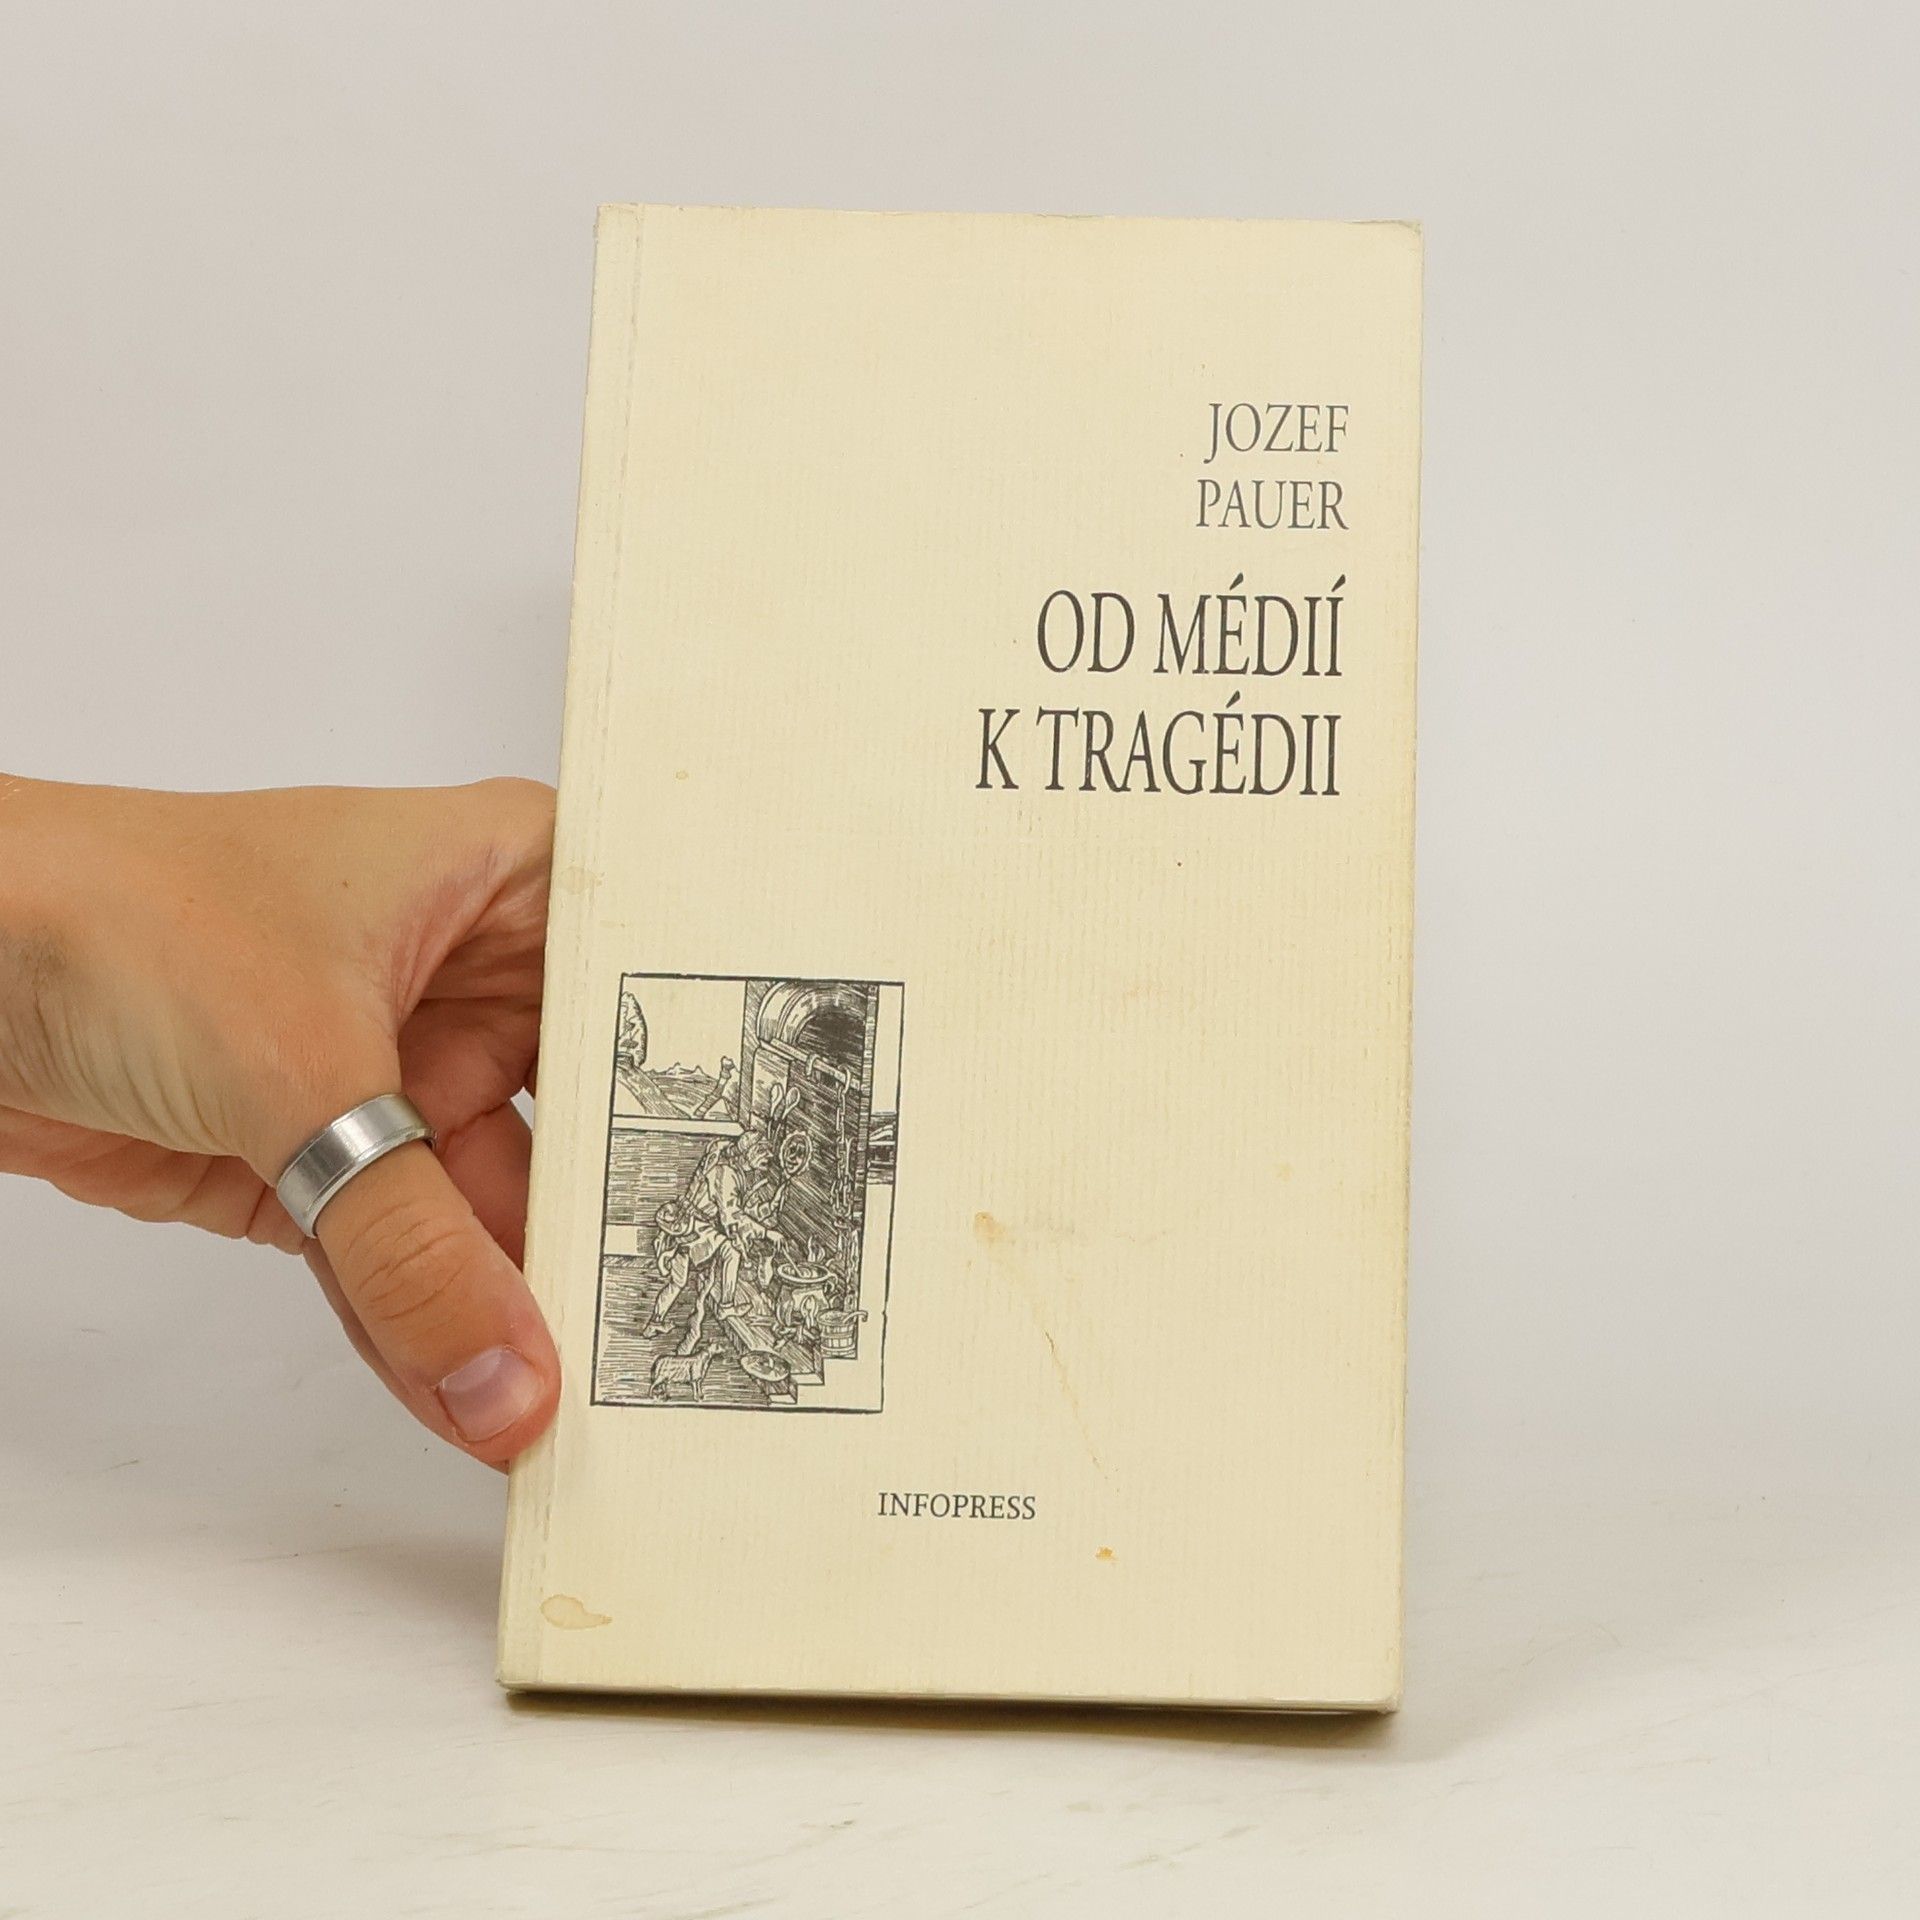 JOZEF
PAUER
OD MÉDIÍ
K TRAGÉDII
INFOPRESS